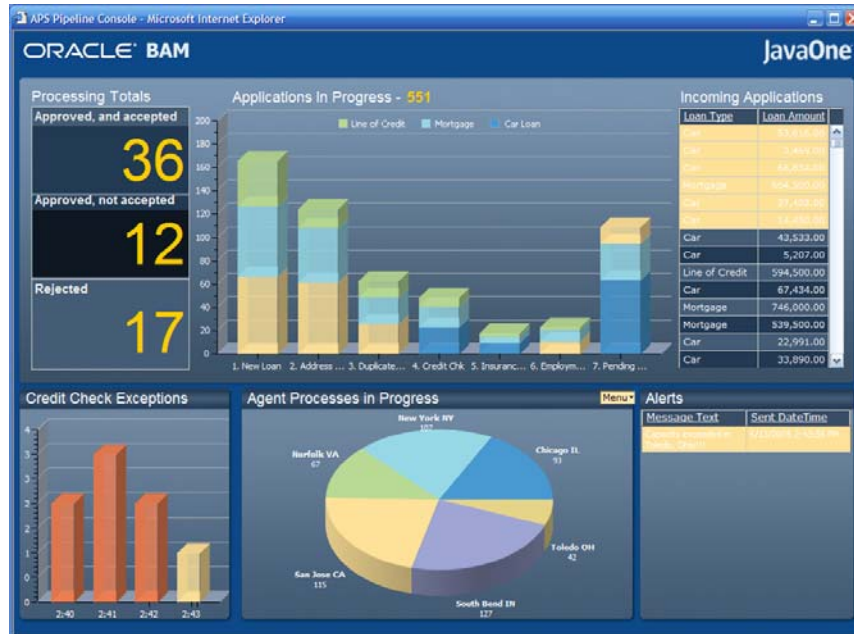 APS Pipeline Console - Microsoft Internet Explorer
ORACLE BAM
JavaOne
Processing Totals
Approved, and accepted
36
Approved, not accepted
12
Rejected
17
Applications In Progress - 551
Line of Credit Mortgage Car Loan
200
180
160
140
120
100
80
60
40
20
0
1. New Loan 2. Address ... 3. Duplicate... 4. Credit Chk 5. Insuranc... 6. Employm... 7. Pending ...
Incoming Applications
Loan Type Loan Amount
Car
Car
Car
Mortgage
Car
Car
Car 43,533.00
Car 5,207.00
Line of Credit 594,500.00
Car 67,434.00
Mortgage 746,000.00
Mortgage 539,500.00
Car 22,991.00
Car 33,890.00
Credit Check Exceptions
4
3
3
2
2
1
0
0
2:40 2:41 2:42 2:43
Agent Processes in Progress
Menu
New York NY
107
Chicago IL
93
Norfolk VA
67
Toledo OH
42
San Jose CA
115
South Bend IN
127
Alerts
Message Text Sent DateTime